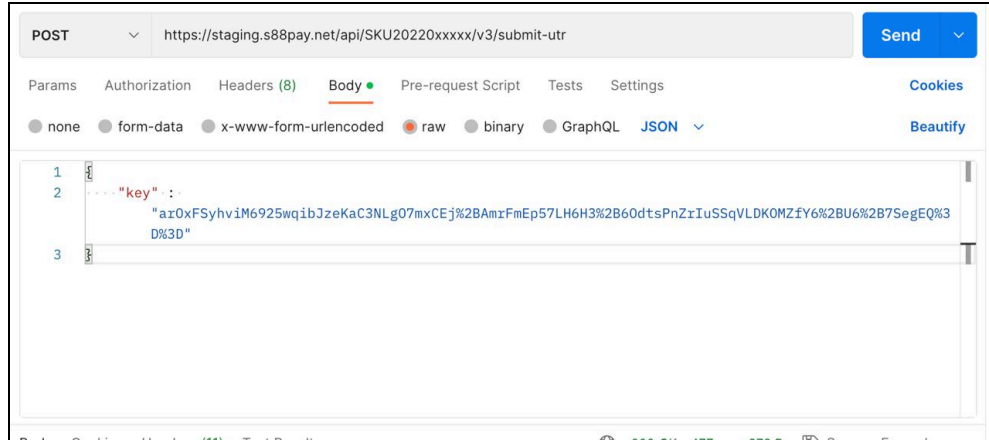 POST https://staging.s88pay.net/api/SKU20220xxxxx/v3/submit-utr Send
Params Authorization Headers (8) Body Pre-request Script Tests Settings Cookies
none form-data x-www-form-urlencoded raw binary GraphQL JSON Beautify
1 {
2 "key" :
"arOxFSyhviM6925wqibJzeKaC3NLgO7mxCEj%2BAmrFmEp57LH6H3%2B6OdtsPnZrIuSSqVLDKOMZfY6%2BU6%2B7SegEQ%3
D%3D"
3 }